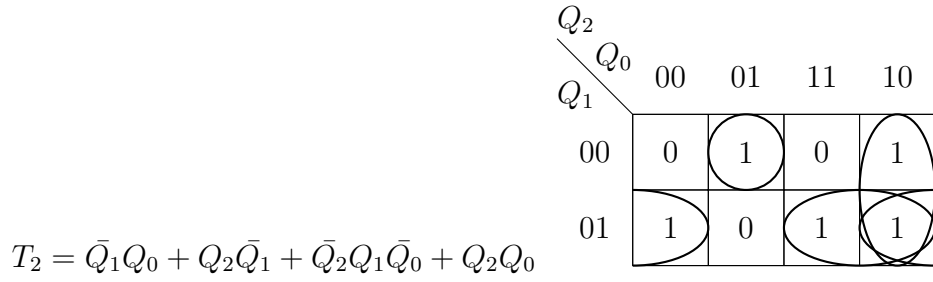 Q₂
Q₀ 00 01 11 10
Q₁
00 0 1 0 1
01 1 0 1 1
T₂ = Q̄₁Q₀ + Q₂Q̄₁ + Q̄₂Q₁Q̄₀ + Q₂Q₀